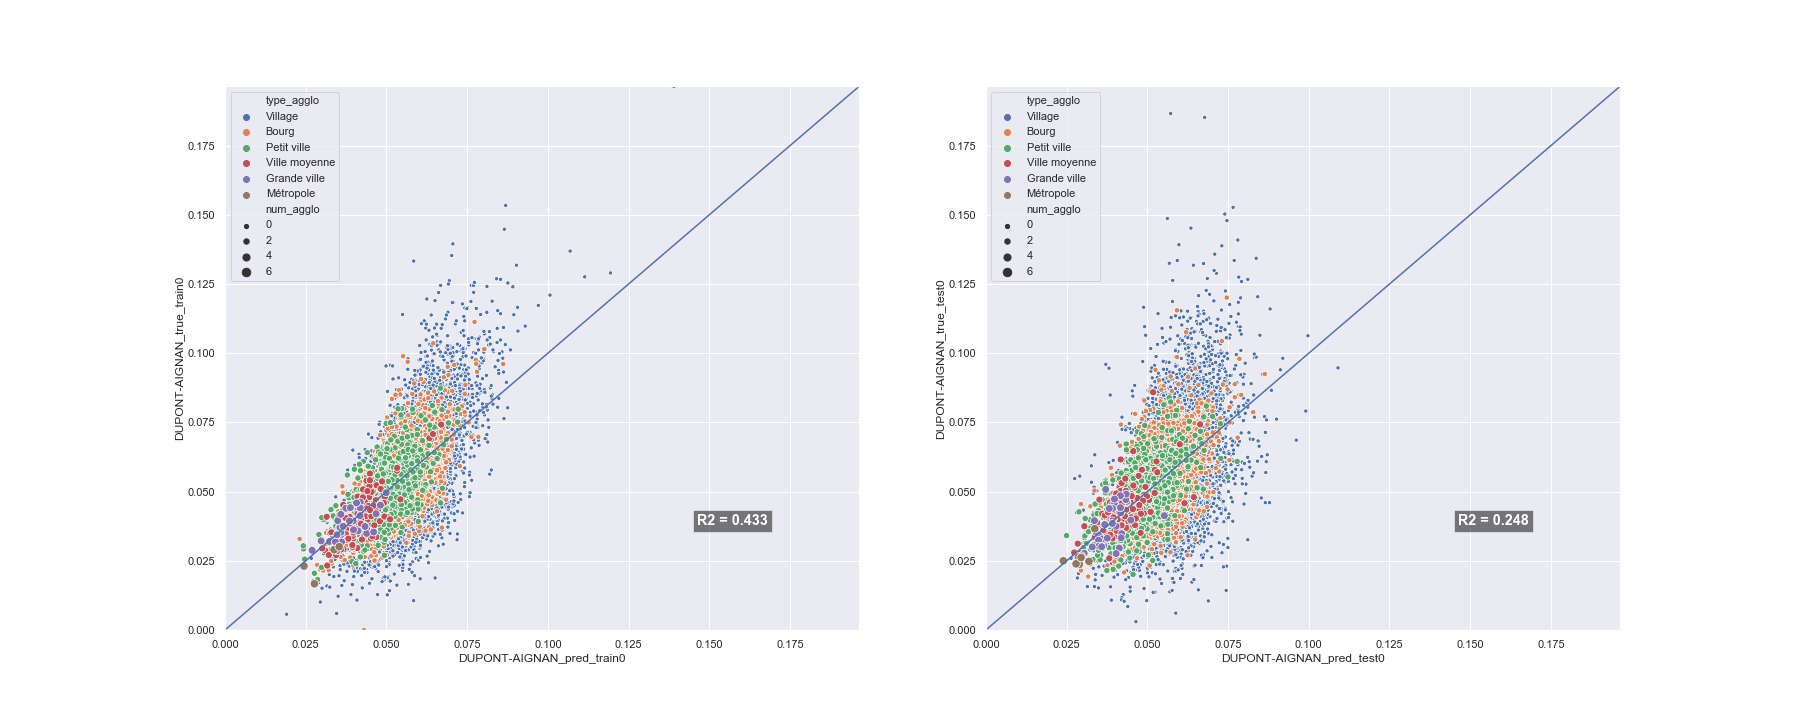 type_agglo
Village
Bourg
Petit ville
Ville moyenne
Grande ville
Métropole
num_agglo
0
2
4
6
0.175
0.150
0.125
0.100
0.075
0.050
0.025
0.000
DUPONT-AIGNAN_true_train0
R2 = 0.433
0.000 0.025 0.050 0.075 0.100 0.125 0.150 0.175
DUPONT-AIGNAN_pred_train0
type_agglo
Village
Bourg
Petit ville
Ville moyenne
Grande ville
Métropole
num_agglo
0
2
4
6
0.175
0.150
0.125
0.100
0.075
0.050
0.025
0.000
DUPONT-AIGNAN_true_test0
R2 = 0.248
0.000 0.025 0.050 0.075 0.100 0.125 0.150 0.175
DUPONT-AIGNAN_pred_test0